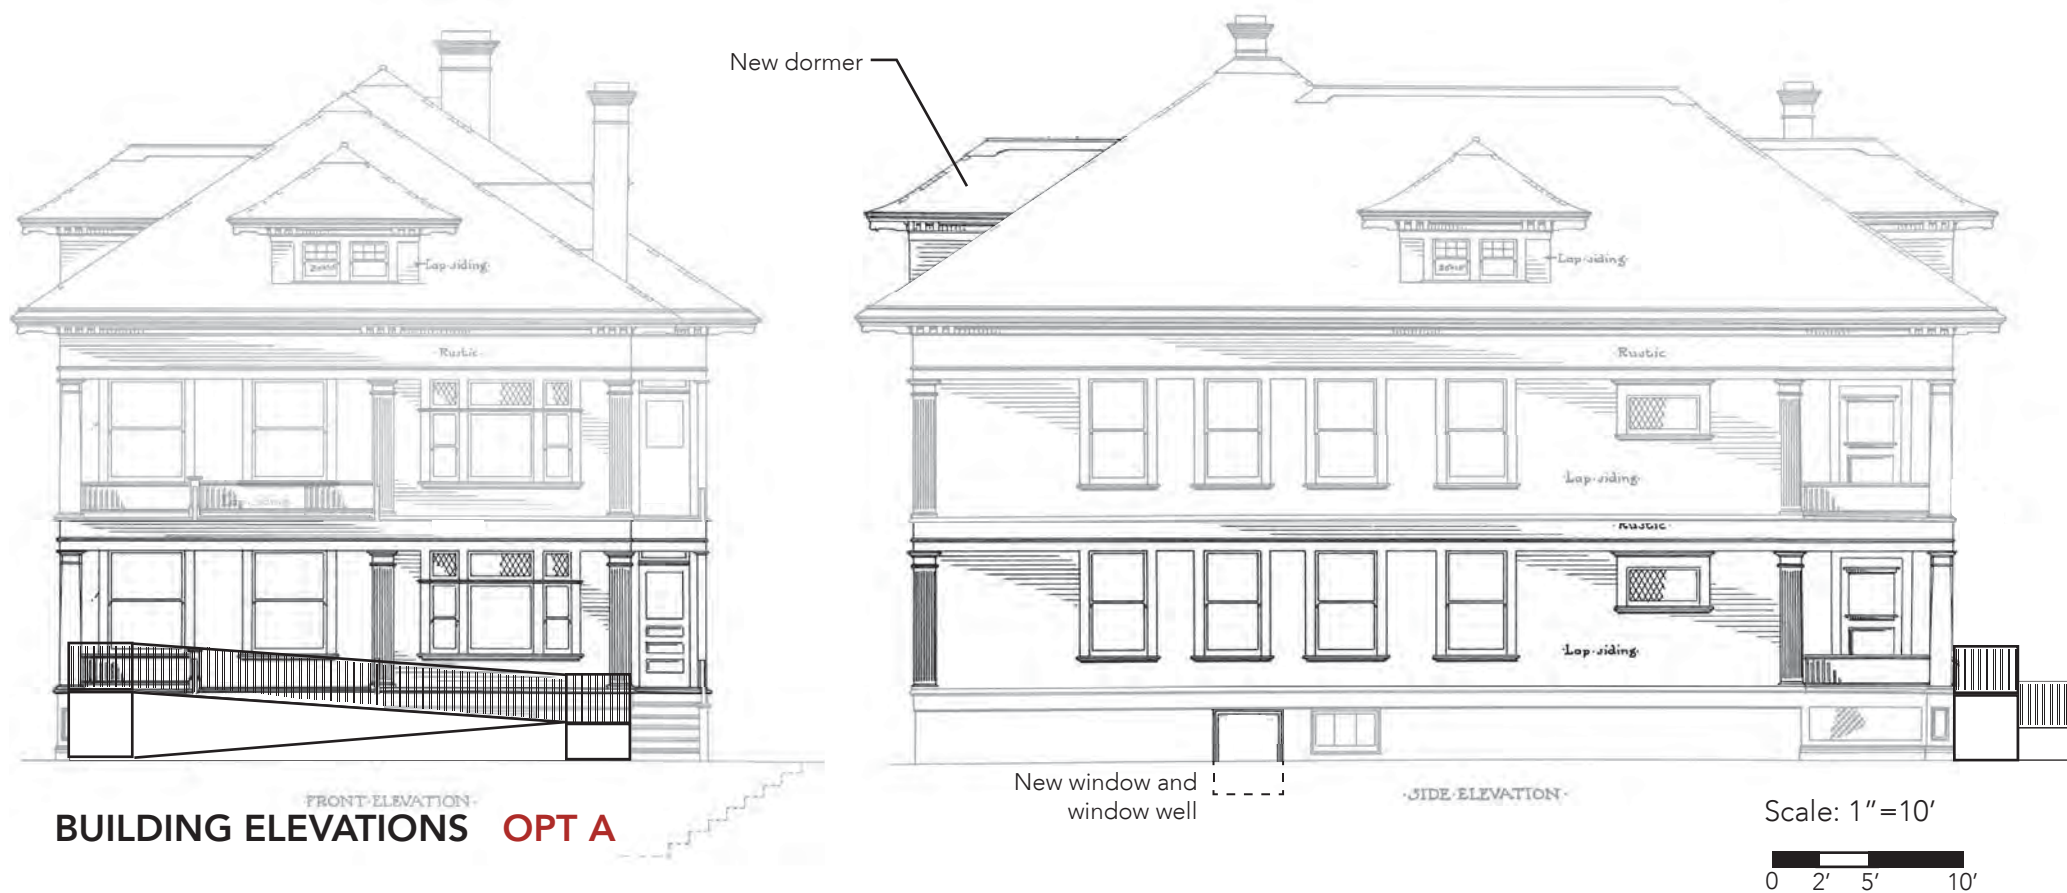 New dormer
Lap·siding·
Lap·siding·
·Rustic·
Rustic
Lap·siding·
·Rustic·
·Lap·siding·
New window and
window well
FRONT·ELEVATION·
·SIDE·ELEVATION·
BUILDING ELEVATIONS OPT A
Scale: 1"=10'
0 2' 5' 10'